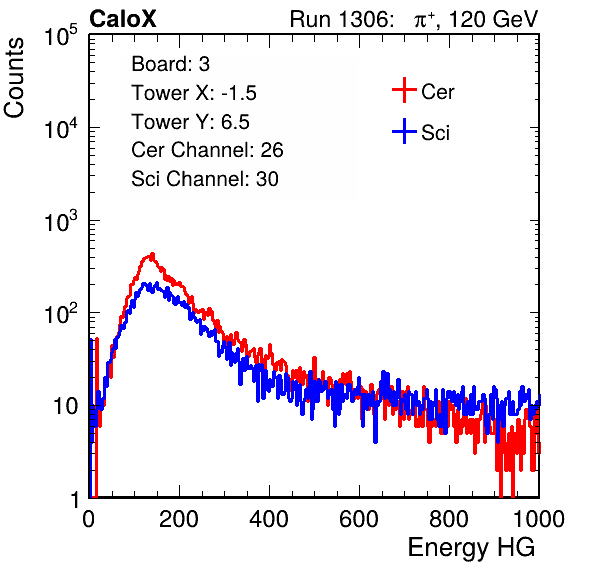 CaloX Run 1306: π⁺, 120 GeV
Counts
Board: 3
Tower X: -1.5
Tower Y: 6.5
Cer Channel: 26
Sci Channel: 30
Cer
Sci
10⁵
10⁴
10³
10²
10
1
0 200 400 600 800 1000
Energy HG